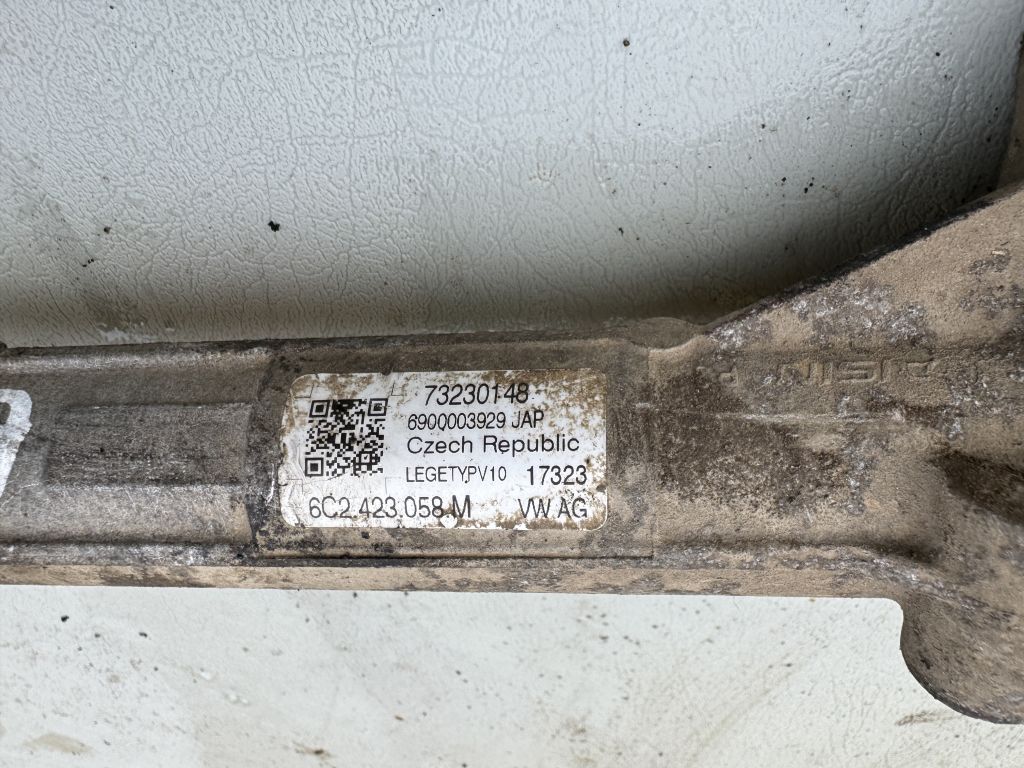 73230148
6900003929 JAP
Czech Republic
LEGETYPV10 17323
6C2.423.058.M VW AG